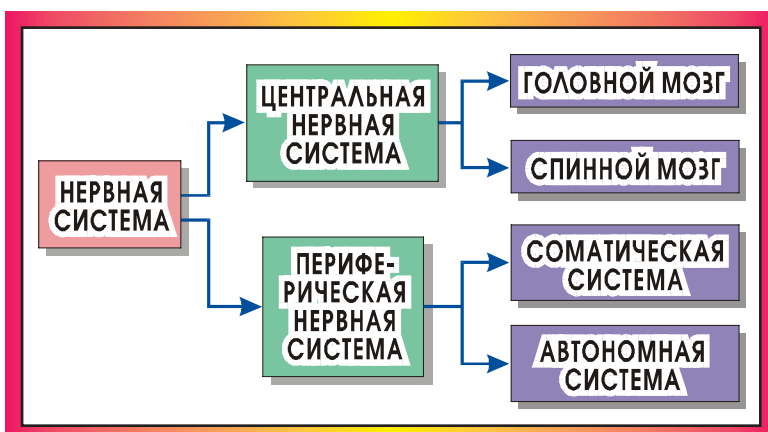 НЕРВНАЯ
СИСТЕМА
ЦЕНТРАЛЬНАЯ
НЕРВНАЯ
СИСТЕМА
ГОЛОВНОЙ МОЗГ
СПИННОЙ МОЗГ
ПЕРИФЕ-
РИЧЕСКАЯ
НЕРВНАЯ
СИСТЕМА
СОМАТИЧЕСКАЯ
СИСТЕМА
АВТОНОМНАЯ
СИСТЕМА